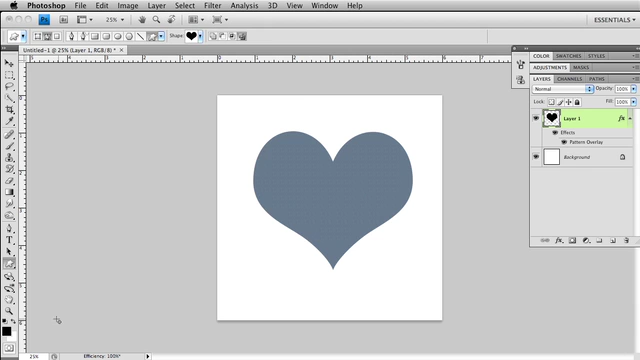 Photoshop File Edit Image Layer Select Filter Analysis 3D View Window Help
Br 25% ESSENTIALS
Shape:
Untitled-1 @ 25% (Layer 1, RGB/8) *
COLOR SWATCHES STYLES
ADJUSTMENTS MASKS
LAYERS CHANNELS PATHS
Normal Opacity: 100%
Lock: Fill: 100%
Layer 1 fx
Effects
Pattern Overlay
Background
25% Efficiency: 100%*